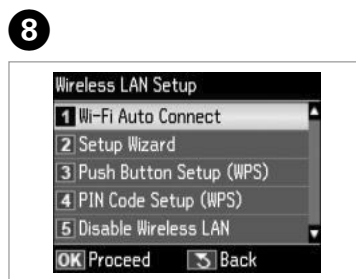 8
Wireless LAN Setup
1 Wi-Fi Auto Connect
2 Setup Wizard
3 Push Button Setup (WPS)
4 PIN Code Setup (WPS)
5 Disable Wireless LAN
OK Proceed Back